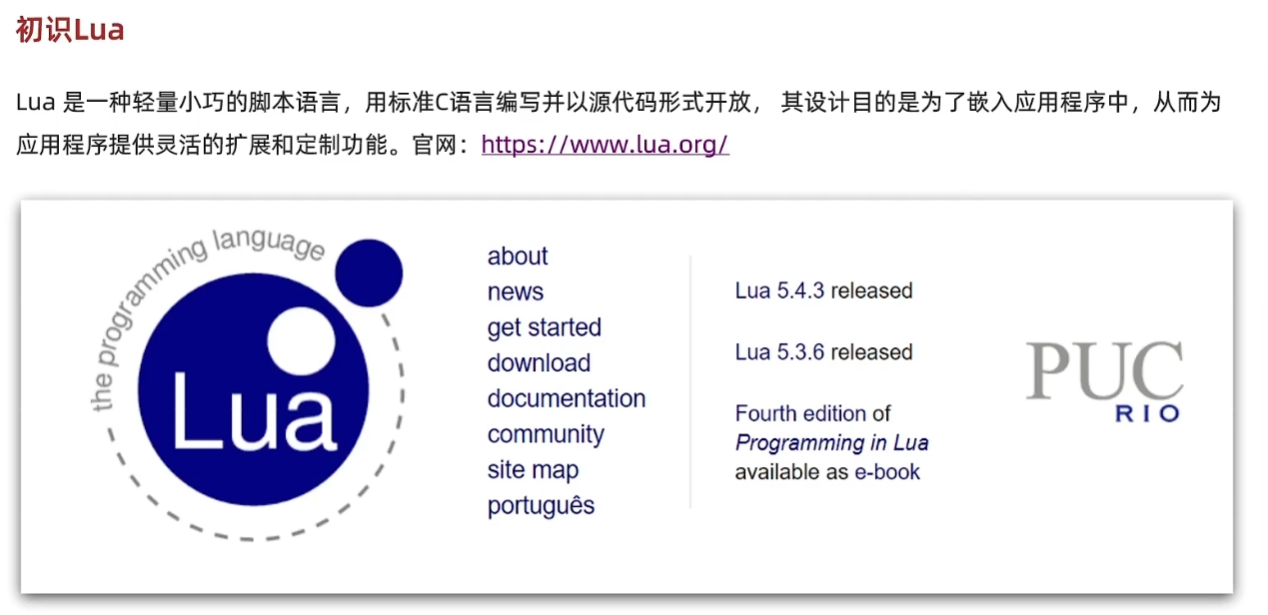 初识Lua
Lua 是一种轻量小巧的脚本语言，用标准C语言编写并以源代码形式开放， 其设计目的是为了嵌入应用程序中，从而为
应用程序提供灵活的扩展和定制功能。官网：https://www.lua.org/
the programming language
Lua
about
news
get started
download
documentation
community
site map
português
Lua 5.4.3 released
Lua 5.3.6 released
Fourth edition of
Programming in Lua
available as e-book
PUC
RIO